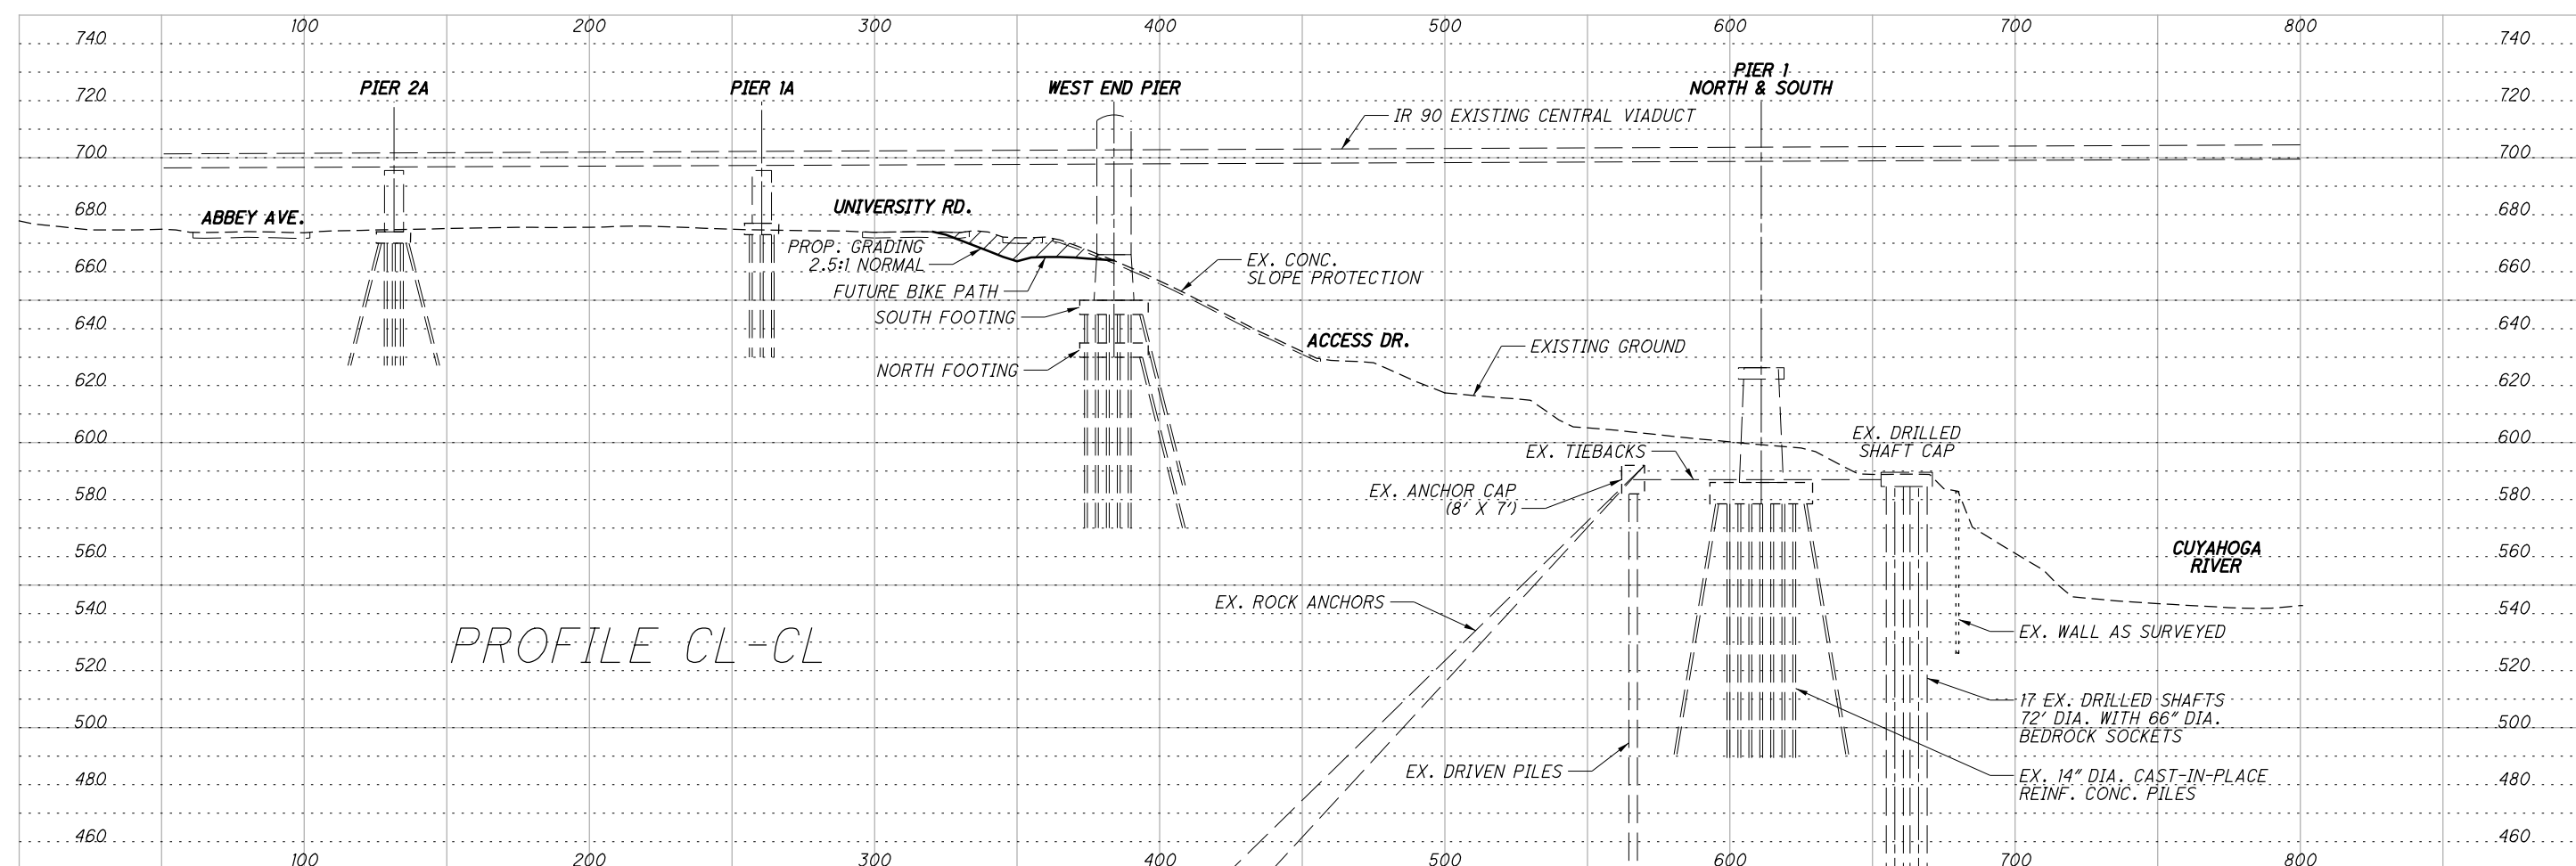 100 200 300 400 500 600 700 800
740 740
PIER 1
PIER 2A PIER 1A WEST END PIER NORTH & SOUTH
720 720
IR 90 EXISTING CENTRAL VIADUCT
700 700
ABBEY AVE. UNIVERSITY RD.
680 680
PROP. GRADING
2.5:1 NORMAL
EX. CONC.
SLOPE PROTECTION
660 660
FUTURE BIKE PATH
SOUTH FOOTING
640 640
ACCESS DR.
EXISTING GROUND
NORTH FOOTING
620 620
600 600
EX. DRILLED
SHAFT CAP
EX. TIEBACKS
EX. ANCHOR CAP
(8' X 7')
580 580
CUYAHOGA
RIVER
560 560
EX. ROCK ANCHORS
540 540
EX. WALL AS SURVEYED
PROFILE CL-CL
520 520
17 EX. DRILLED SHAFTS
72' DIA. WITH 66" DIA.
BEDROCK SOCKETS
500 500
EX. DRIVEN PILES
480 480
EX. 14" DIA. CAST-IN-PLACE
REINF. CONC. PILES
460 460
100 200 300 400 500 600 700 800